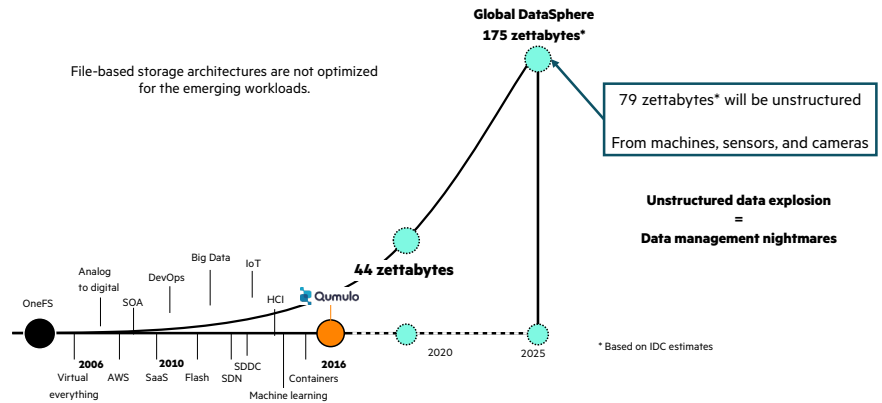 Global DataSphere
175 zettabytes*
File-based storage architectures are not optimized
for the emerging workloads.
79 zettabytes* will be unstructured
From machines, sensors, and cameras
Unstructured data explosion
=
Data management nightmares
44 zettabytes
Big Data
IoT
Analog
to digital
DevOps
OneFS
SOA
HCI
Qumulo
2006
2010
2016
2020
2025
* Based on IDC estimates
Virtual
everything
AWS
SaaS
Flash
SDN
SDDC
Containers
Machine learning